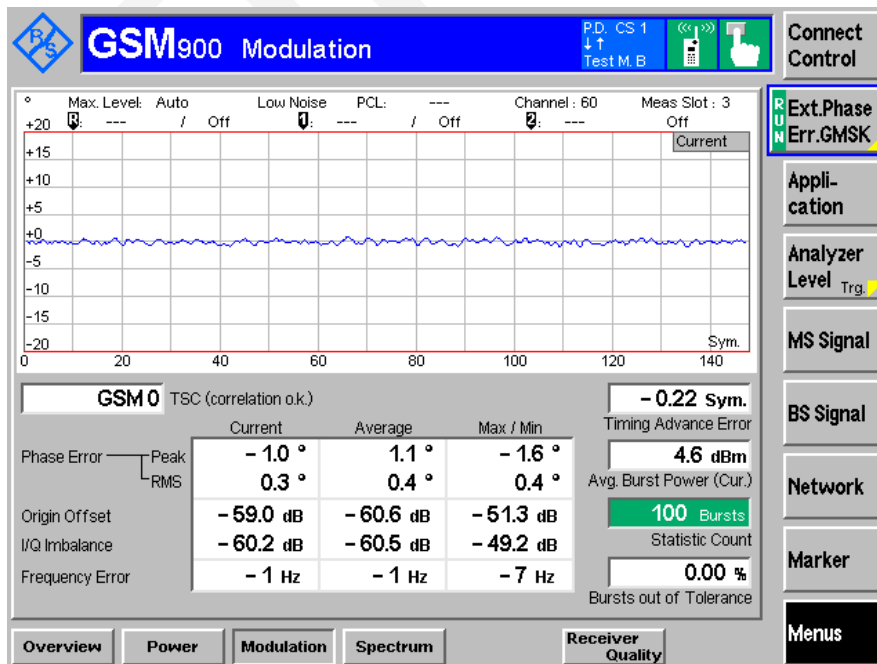 R/S GSM900 Modulation
P.D. CS 1
Test M. B
Connect
Control
° Max. Level: Auto Low Noise PCL: --- Channel : 60 Meas Slot : 3
R: --- / Off 1: --- / Off 2: --- Off
Current
+20
+15
+10
+5
+0
-5
-10
-15
-20
Sym.
0 20 40 60 80 100 120 140
GSM 0 TSC (correlation o.k.)
- 0.22 Sym.
Timing Advance Error
Current Average Max / Min
Phase Error Peak - 1.0 ° 1.1 ° - 1.6 °
4.6 dBm
RMS 0.3 ° 0.4 ° 0.4 °
Avg. Burst Power (Cur.)
Origin Offset - 59.0 dB - 60.6 dB - 51.3 dB
100 Bursts
I/Q Imbalance - 60.2 dB - 60.5 dB - 49.2 dB
Statistic Count
Frequency Error - 1 Hz - 1 Hz - 7 Hz
0.00 %
Bursts out of Tolerance
RUN
Ext.Phase
Err.GMSK
Appli-
cation
Analyzer
Level Trg.
MS Signal
BS Signal
Network
Marker
Menus
Overview Power Modulation Spectrum Receiver
Quality